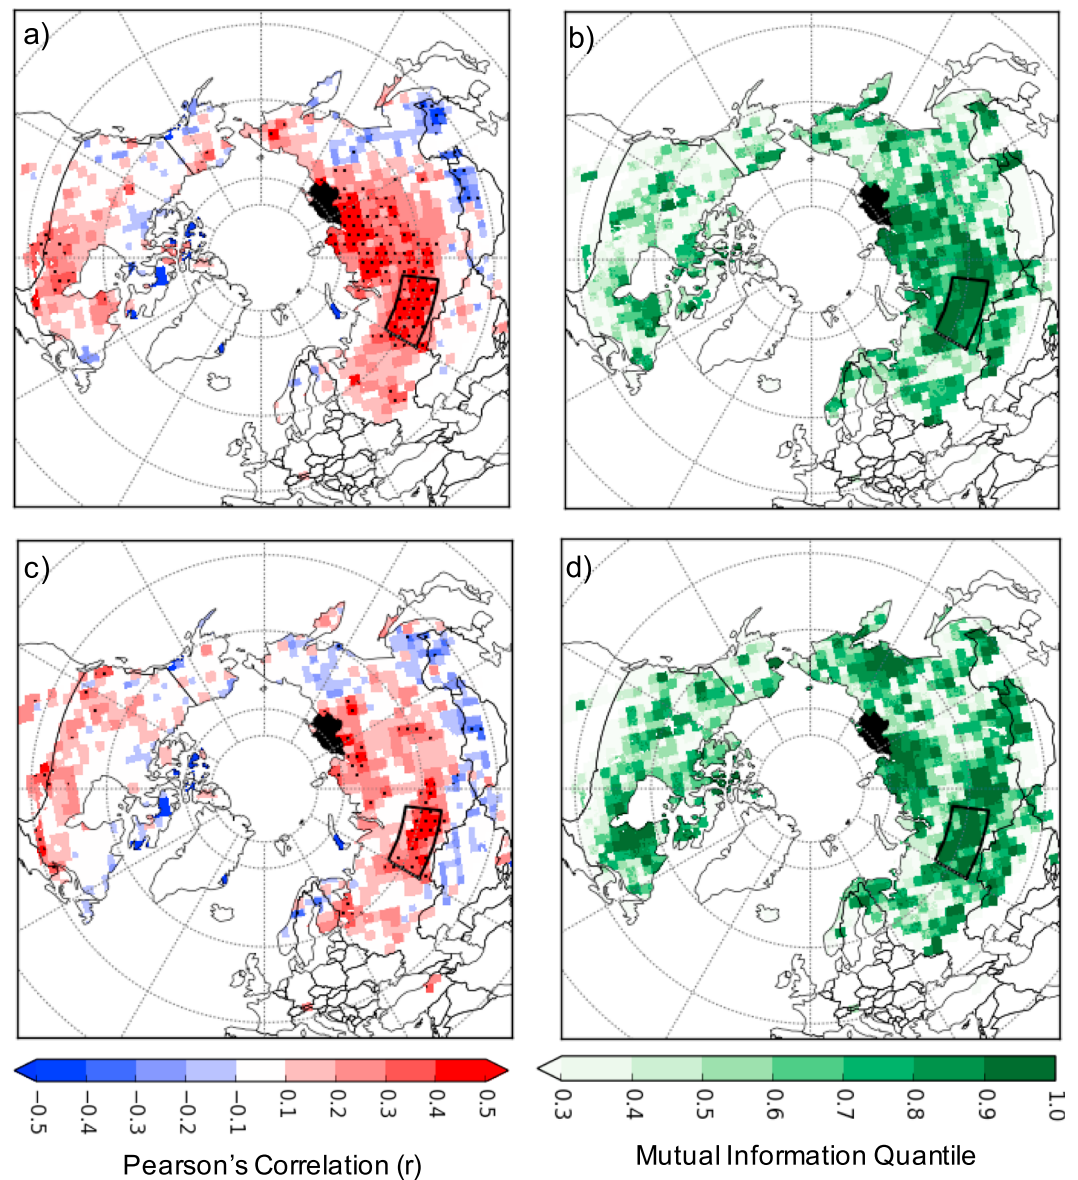 a)
b)
c)
d)
−0.5 −0.4 −0.3 −0.2 −0.1 0.1 0.2 0.3 0.4 0.5
0.3 0.4 0.5 0.6 0.7 0.8 0.9 1.0
Pearson’s Correlation (r)
Mutual Information Quantile